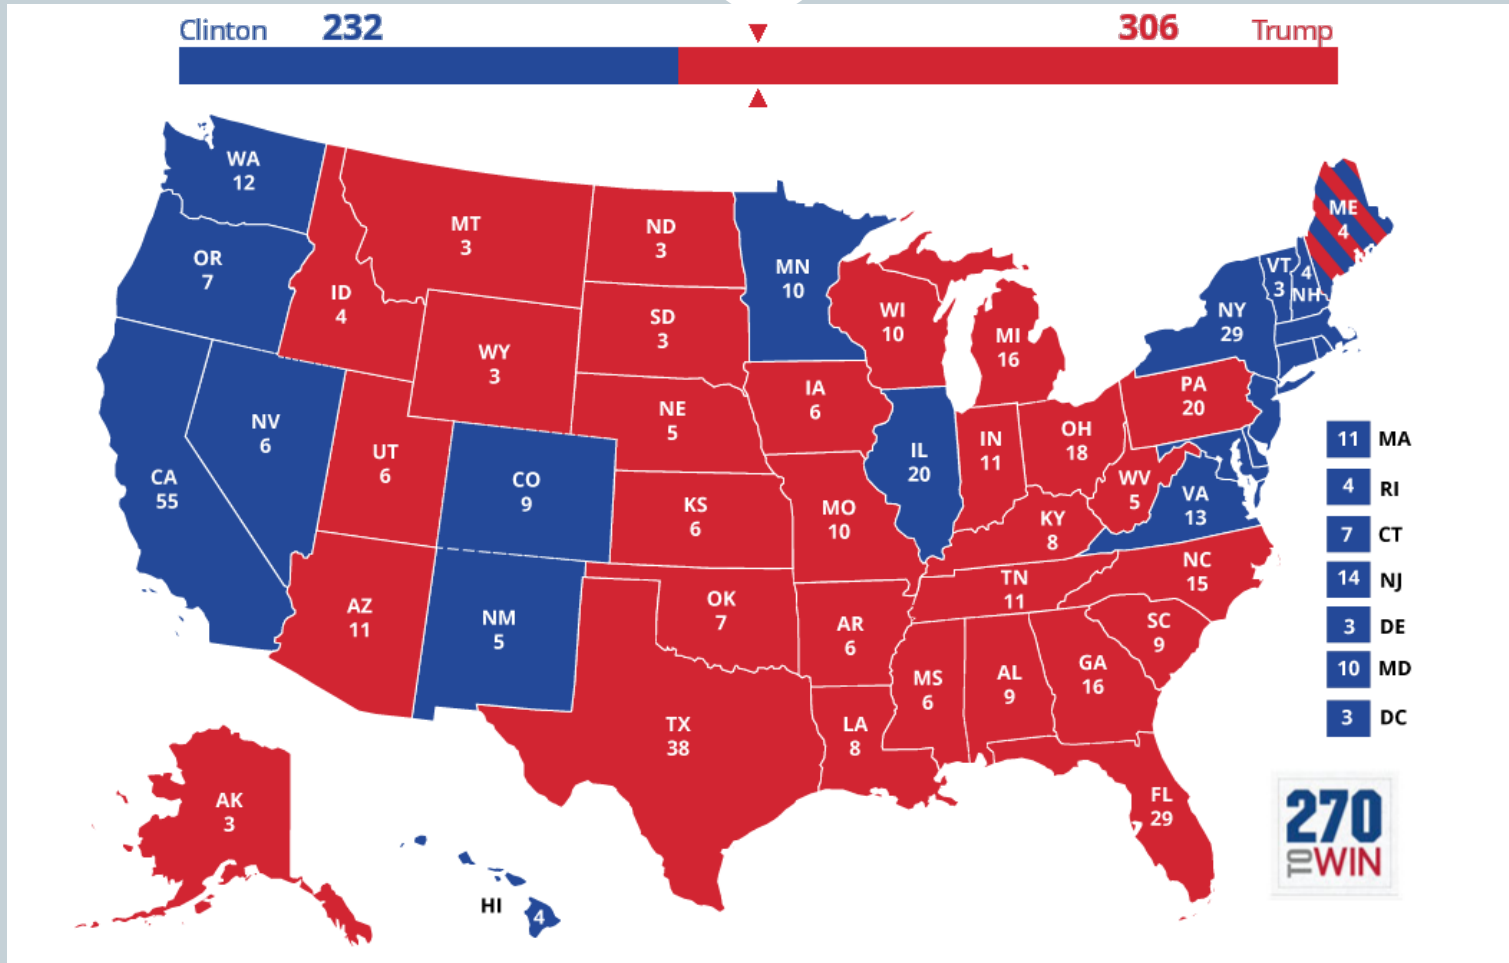 Clinton 232
306 Trump
WA
12
OR
7
CA
55
NV
6
ID
4
MT
3
WY
3
UT
6
CO
9
AZ
11
NM
5
ND
3
SD
3
NE
5
KS
6
OK
7
TX
38
MN
10
IA
6
MO
10
AR
6
LA
8
WI
10
IL
20
MI
16
IN
11
OH
18
KY
8
TN
11
MS
6
AL
9
GA
16
FL
29
SC
9
NC
15
VA
13
WV
5
PA
20
NY
29
VT
3
4
NH
ME
4
11 MA
4 RI
7 CT
14 NJ
3 DE
10 MD
3 DC
AK
3
HI
4
270
TO WIN